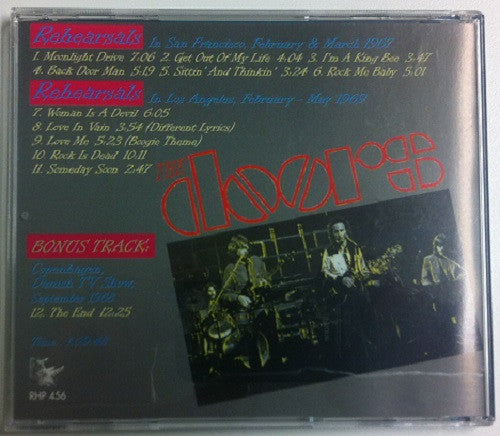 Rehearsals In San Francisco, February & March 1967
1. Moonlight Drive 7.06 2. Get Out Of My Life 4.04 3. I'm A King Bee 3.47
4. Back Door Man 5.19 5. Sittin' And Thinkin' 3.24 6. Rock Me Baby 5.01
Rehearsals In Los Angeles, February - May 1969
7. Woman Is A Devil 6.05
8. Love In Vain 3.54 (Different Lyrics)
9. Love Me 5.23 (Boogie Theme)
10. Rock Is Dead 10.11
11. Someday Soon 2.47
THE
doors
BONUS TRACK:
Copenhagen,
Danish TV Show,
September 1968
12. The End 12.25
Time
RHP 456